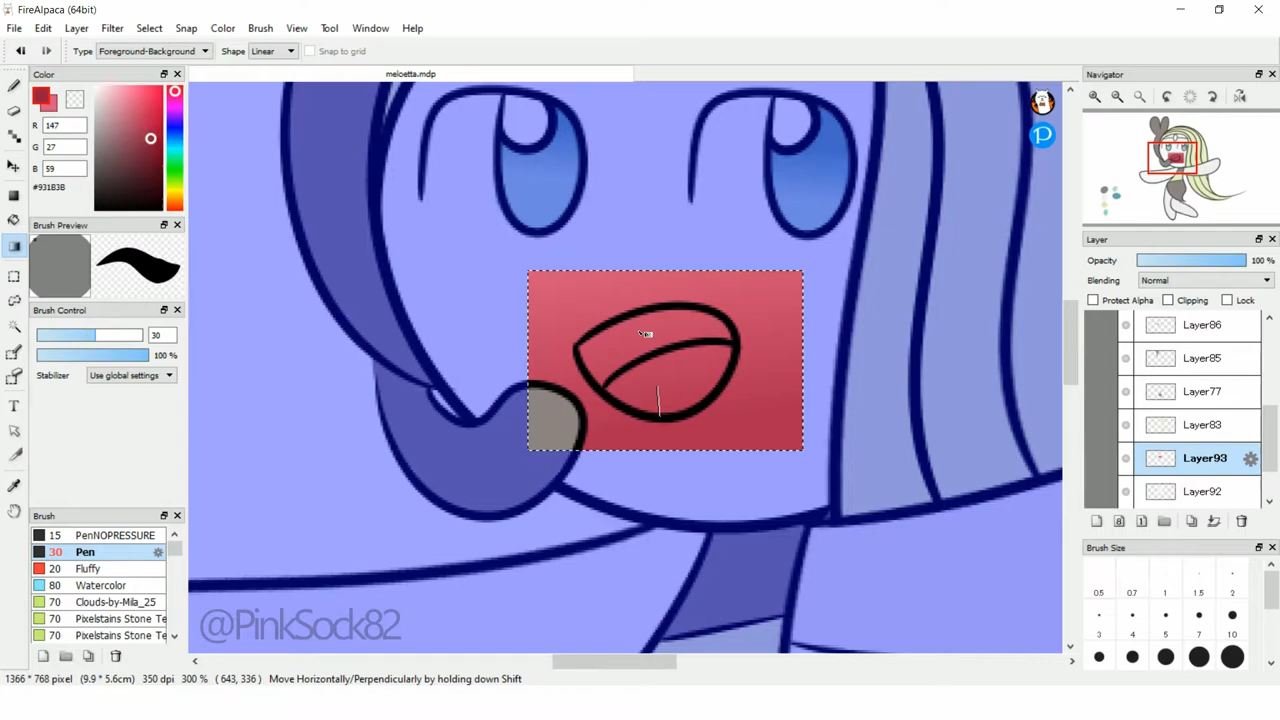 FireAlpaca (64bit)
File Edit Layer Filter Select Snap Color Brush View Tool Window Help
Type Foreground-Background Shape Linear Snap to grid
Color
meloetta.mdp
Navigator
R 147
G 27
B 59
#931B3B
P
Brush Preview
Layer
Opacity 100 %
Blending Normal
Protect Alpha Clipping Lock
Brush Control
30
100 %
Stabilizer Use global settings
Layer86
Layer85
Layer77
Layer83
Layer93
Layer92
8 1
T
Brush
15 PenNOPRESSURE
30 Pen
20 Fluffy
80 Watercolor
70 Clouds-by-Mila_25
70 Pixelstains Stone Te
70 Pixelstains Stone Te
Brush Size
0.5 0.7 1 1.5 2
3 4 5 7 10
@PinkSock82
1366 * 768 pixel (9.9 * 5.6cm) 350 dpi 300 % ( 643, 336 ) Move Horizontally/Perpendicularly by holding down Shift